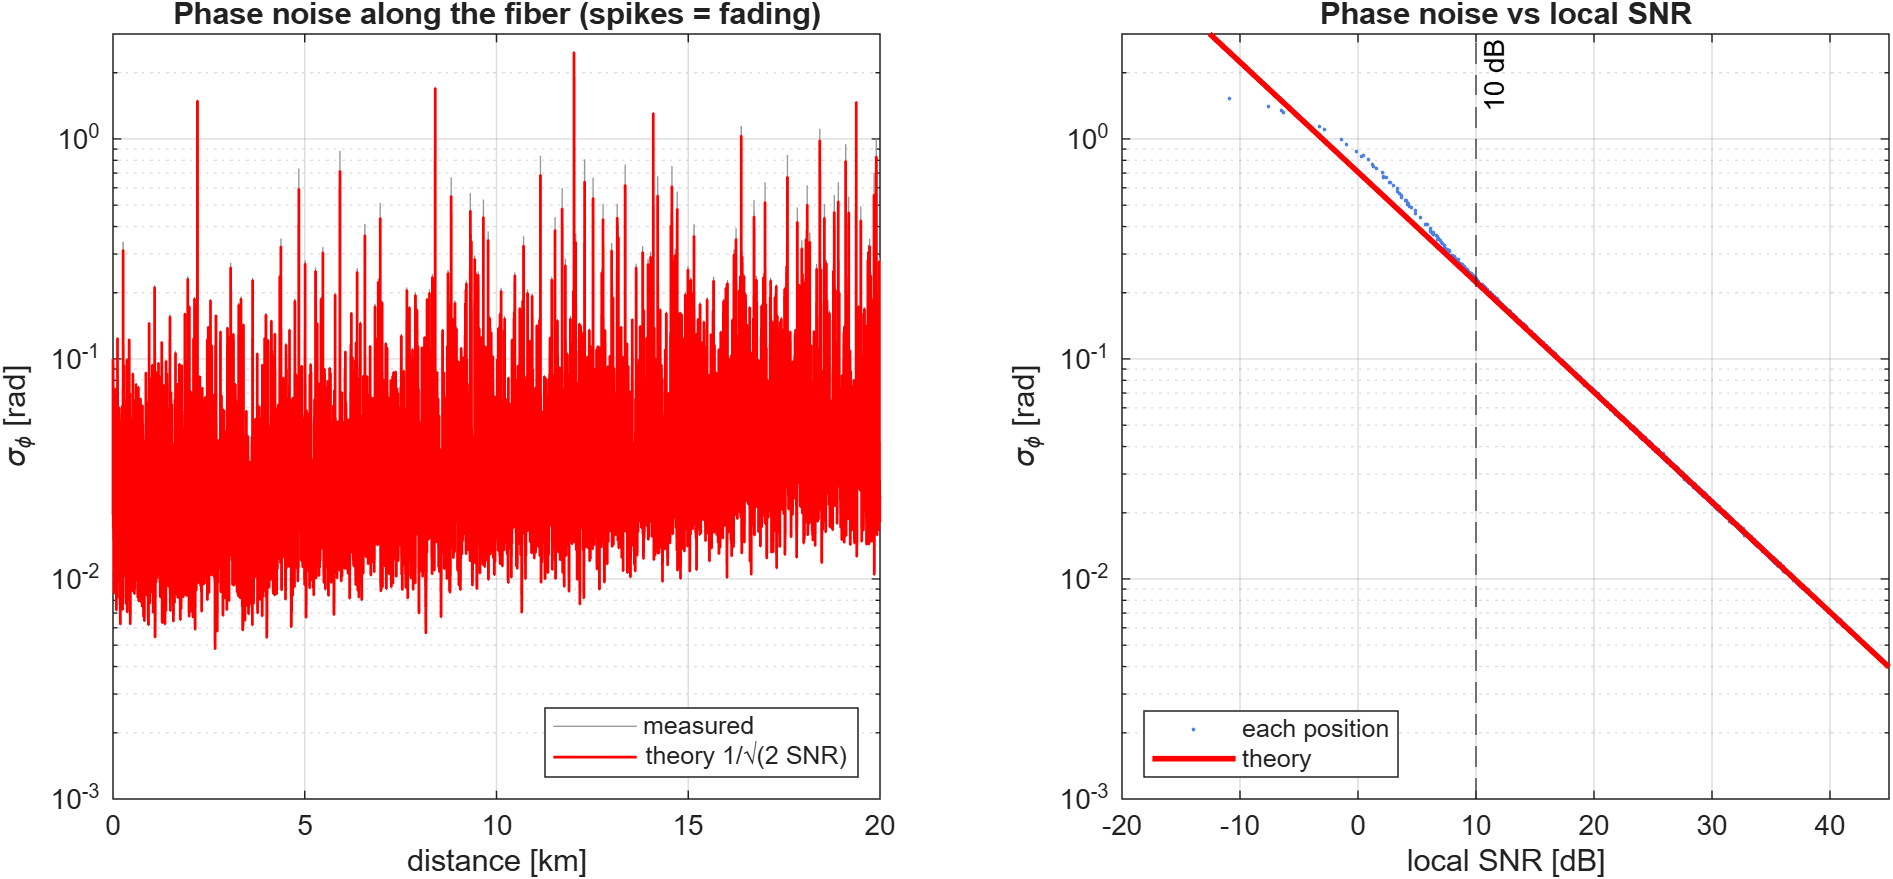 Phase noise along the fiber (spikes = fading)
10^0
10^-1
10^-2
10^-3
σ_ϕ [rad]
0 5 10 15 20
distance [km]
measured
theory 1/√(2 SNR)
Phase noise vs local SNR
10 dB
10^0
10^-1
10^-2
10^-3
σ_ϕ [rad]
-20 -10 0 10 20 30 40
local SNR [dB]
each position
theory